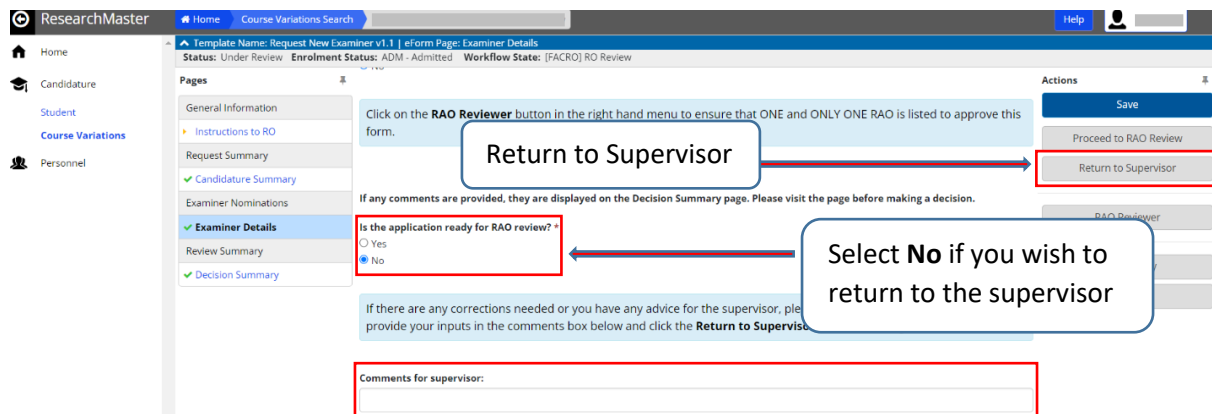 ResearchMaster
Home
Course Variations Search
Help
Template Name: Request New Examiner v1.1 | eForm Page: Examiner Details
Status: Under Review Enrolment Status: ADM - Admitted Workflow State: [FACRO] RO Review
Home
Candidature
Student
Course Variations
Personnel
Pages
General Information
Instructions to RO
Request Summary
Candidature Summary
Examiner Nominations
Examiner Details
Review Summary
Decision Summary
No
Click on the RAO Reviewer button in the right hand menu to ensure that ONE and ONLY ONE RAO is listed to approve this
form.
Return to Supervisor
If any comments are provided, they are displayed on the Decision Summary page. Please visit the page before making a decision.
Is the application ready for RAO review? *
Yes
No
Select No if you wish to
return to the supervisor
If there are any corrections needed or you have any advice for the supervisor,
provide your inputs in the comments box below and click the Return to
Comments for supervisor:
Actions
Save
Proceed to RAO Review
Return to Supervisor
RAO Reviewer